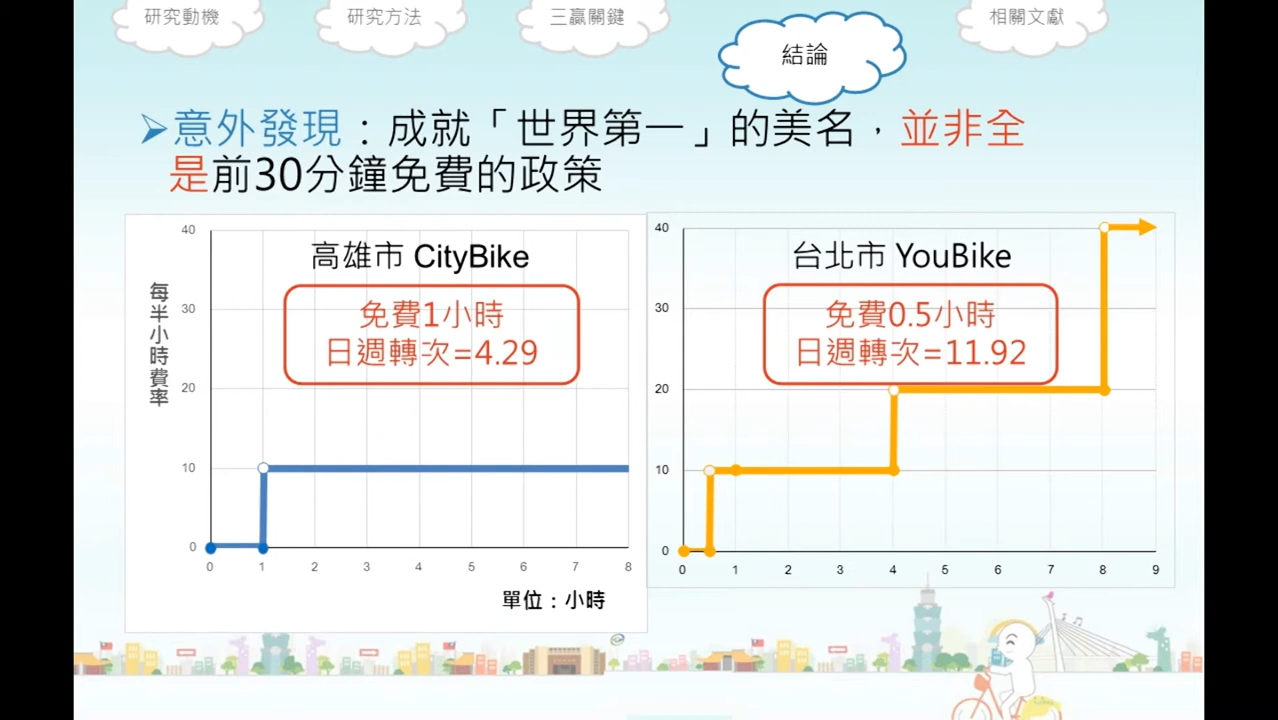 研究動機
研究方法
三贏關鍵
結論
相關文獻
➢意外發現：成就「世界第一」的美名，並非全
是前30分鐘免費的政策
高雄市 CityBike
免費1小時
日週轉次=4.29
每半小時費率
40
30
20
10
0
0 1 2 3 4 5 6 7 8
單位：小時
台北市 YouBike
免費0.5小時
日週轉次=11.92
40
30
20
10
0
0 1 2 3 4 5 6 7 8 9